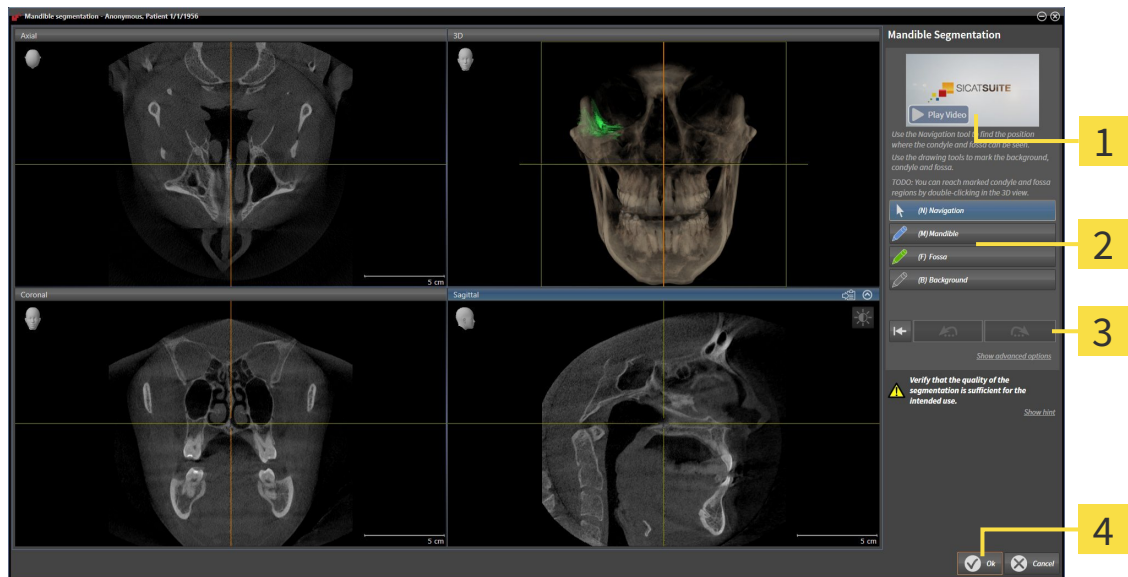 Mandible segmentation - Anonymous, Patient 1/1/1956
Axial
5 cm
3D
Coronal
5 cm
Sagittal
5 cm
Mandible Segmentation
SICATSUITE
Play Video
Use the Navigation tool to find the position
where the condyle and fossa can be seen.
Use the drawing tools to mark the background,
condyle and fossa.
TODO: You can reach marked condyle and fossa
regions by double-clicking in the 3D view.
(N) Navigation
(M) Mandible
(F) Fossa
(B) Background
Show advanced options
Verify that the quality of the
segmentation is sufficient for the
intended use.
Show hint
Ok
Cancel
1
2
3
4